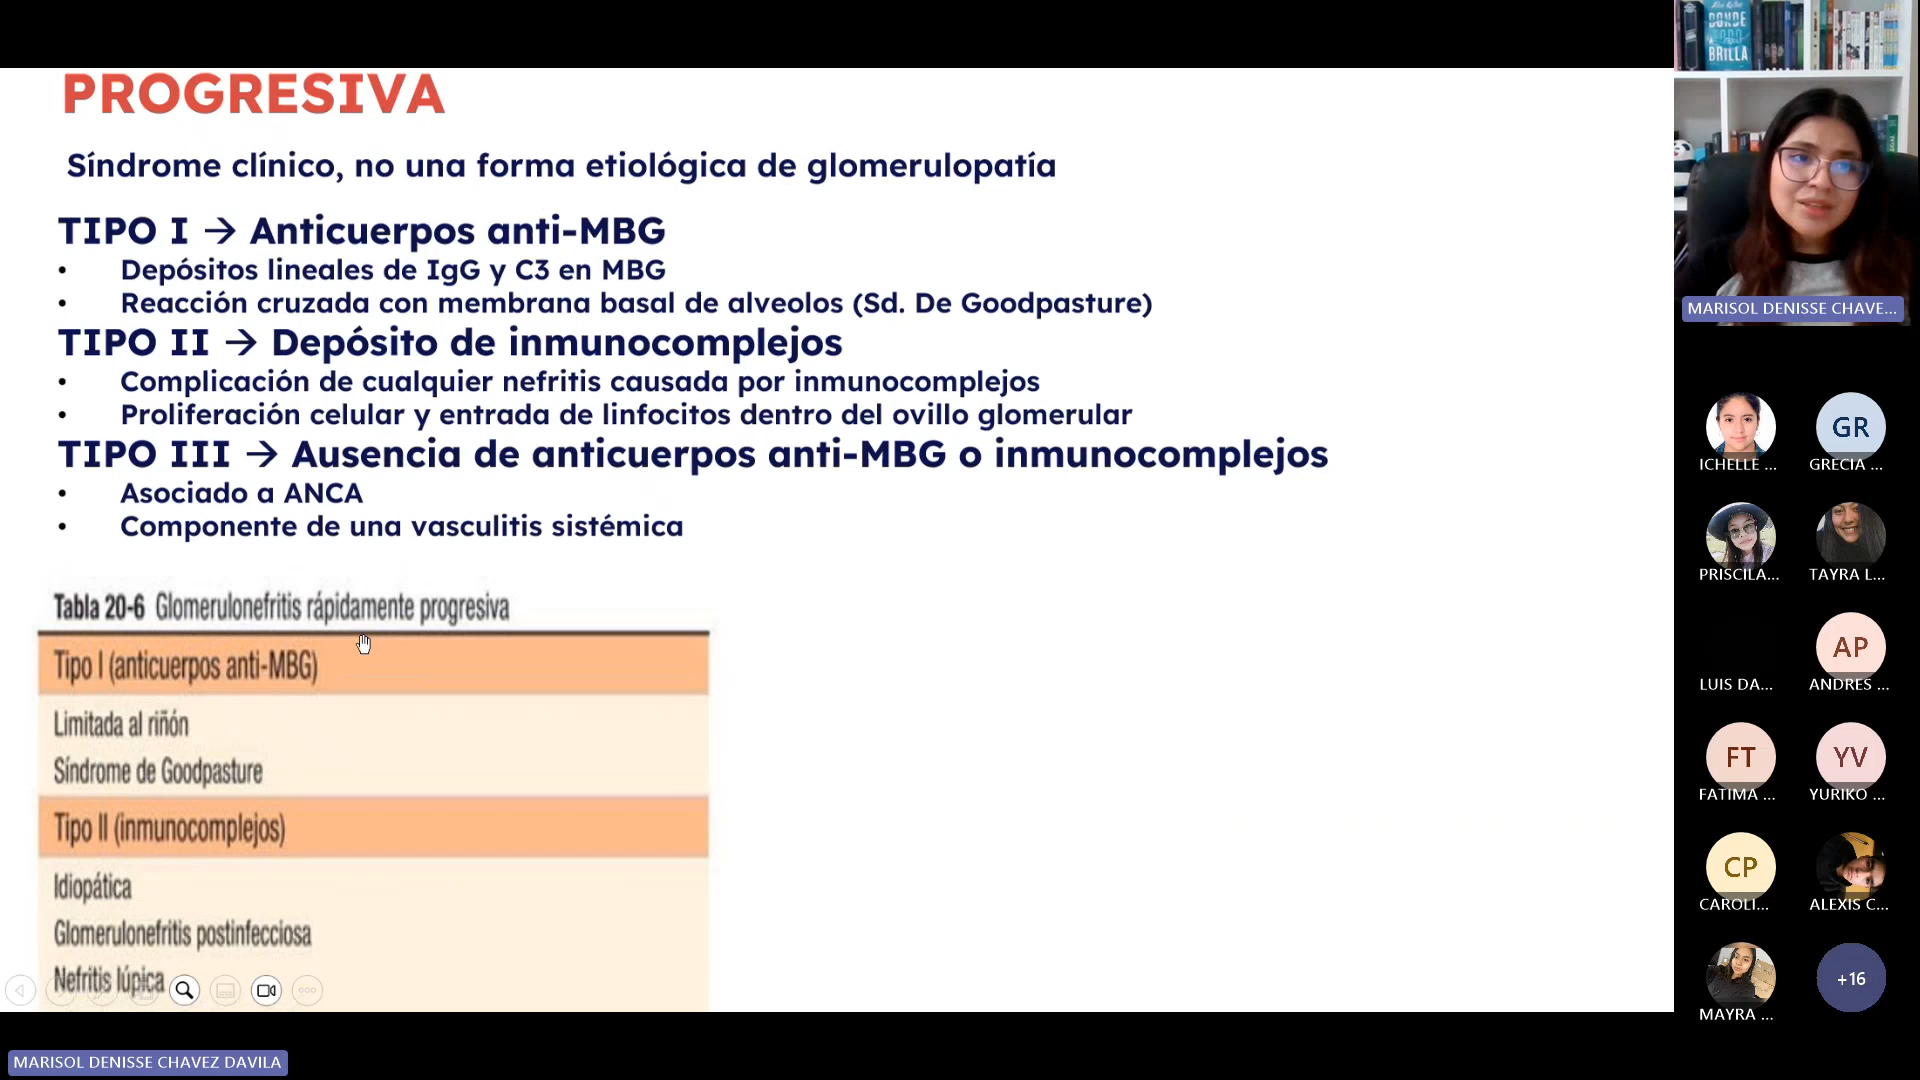 PROGRESIVA
Síndrome clínico, no una forma etiológica de glomerulopatía
TIPO I → Anticuerpos anti-MBG
• Depósitos lineales de IgG y C3 en MBG
• Reacción cruzada con membrana basal de alveolos (Sd. De Goodpasture)
TIPO II → Depósito de inmunocomplejos
• Complicación de cualquier nefritis causada por inmunocomplejos
• Proliferación celular y entrada de linfocitos dentro del ovillo glomerular
TIPO III → Ausencia de anticuerpos anti-MBG o inmunocomplejos
• Asociado a ANCA
• Componente de una vasculitis sistémica
Tabla 20-6 Glomerulonefritis rápidamente progresiva
Tipo I (anticuerpos anti-MBG)
Limitada al riñón
Síndrome de Goodpasture
Tipo II (inmunocomplejos)
Idiopática
Glomerulonefritis postinfecciosa
Nefritis lúpica
MARISOL DENISSE CHAVEZ DAVILA
DONDE
TODO
BRILLA
MARISOL DENISSE CHAVE...
ICHELLE ...
GR
GRECIA ...
PRISCILA...
TAYRA L...
LUIS DA...
AP
ANDRES ...
FT
FATIMA ...
YV
YURIKO ...
CP
CAROLI...
ALEXIS C...
MAYRA ...
+16